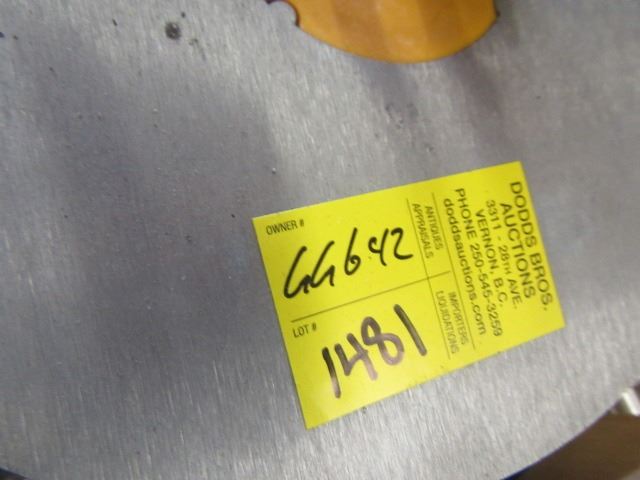 OWNER #
GG642
LOT #
1481
ANTIQUES
APPRAISALS
IMPORTERS
LIQUIDATIONS
DODDS BROS.
AUCTIONS
3311 - 28TH AVE.
VERNON, B.C.
PHONE 250-545-3259
doddsauctions.com